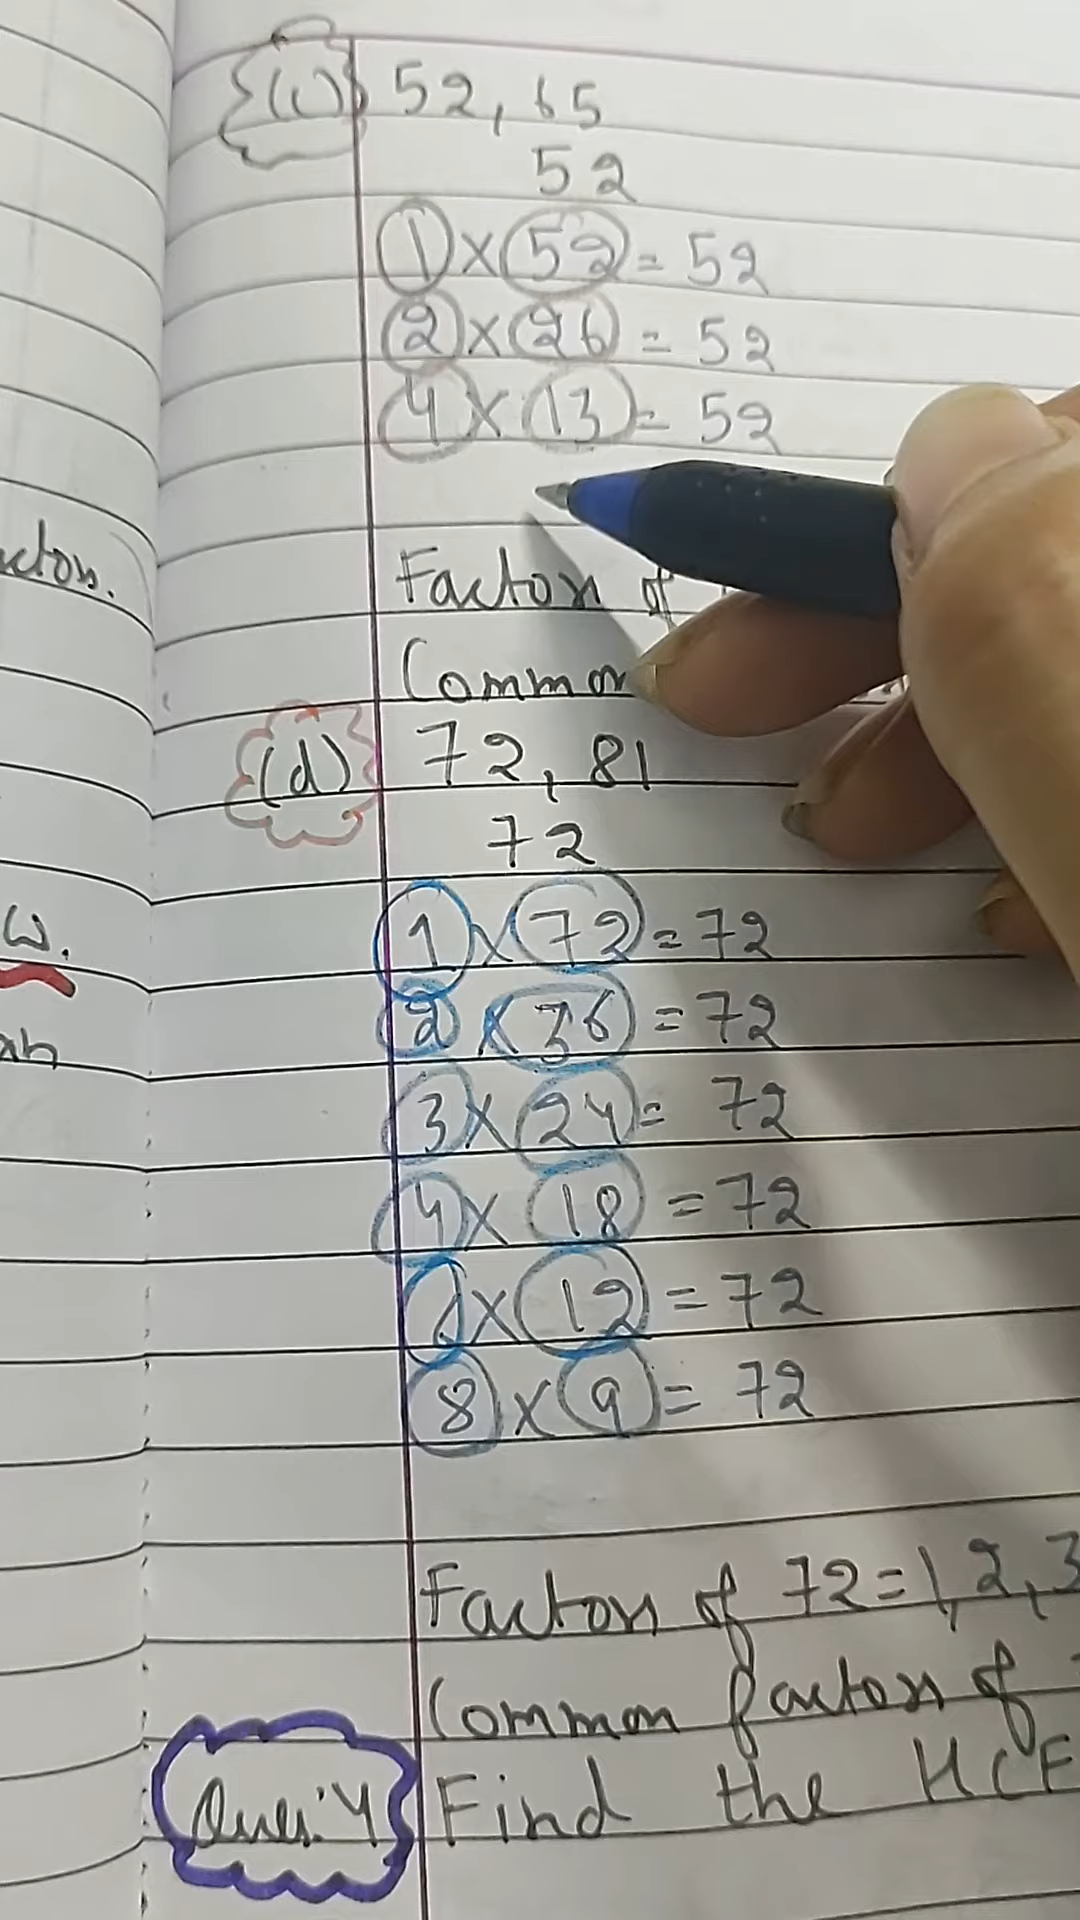 (c) 52, 65
52
1 × 52 = 52
2 × 26 = 52
4 × 13 = 52
Factors of
Common
(d) 72, 81
72
1 × 72 = 72
2 × 36 = 72
3 × 24 = 72
4 × 18 = 72
× 12 = 72
8 × 9 = 72
Factors of 72 = 1, 2, 3
Common factors of
Ques: 4 Find the HCF